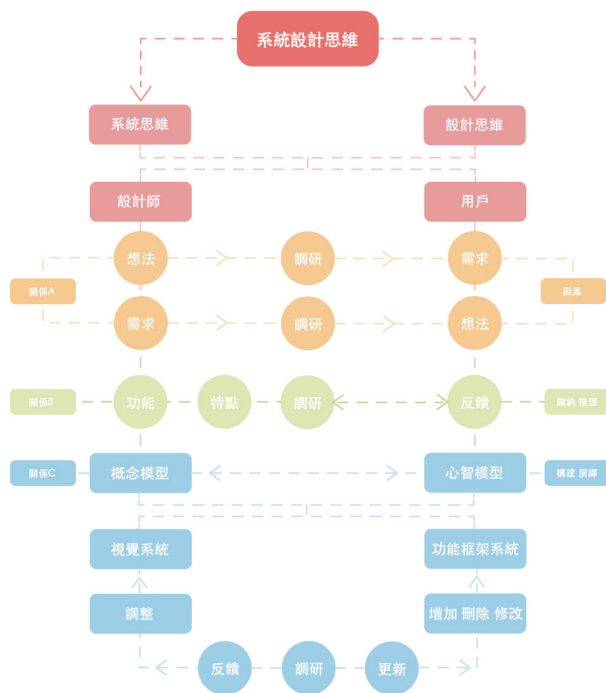 系統設計思維
系統思維
設計思維
設計師
用戶
想法
調研
需求
關係A
因果
需求
調研
想法
關係B
功能
特點
調研
反饋
歸納 推理
關係C
概念模型
心智模型
構建 演繹
視覺系統
功能框架系統
調整
增加 刪除 修改
反饋
調研
更新